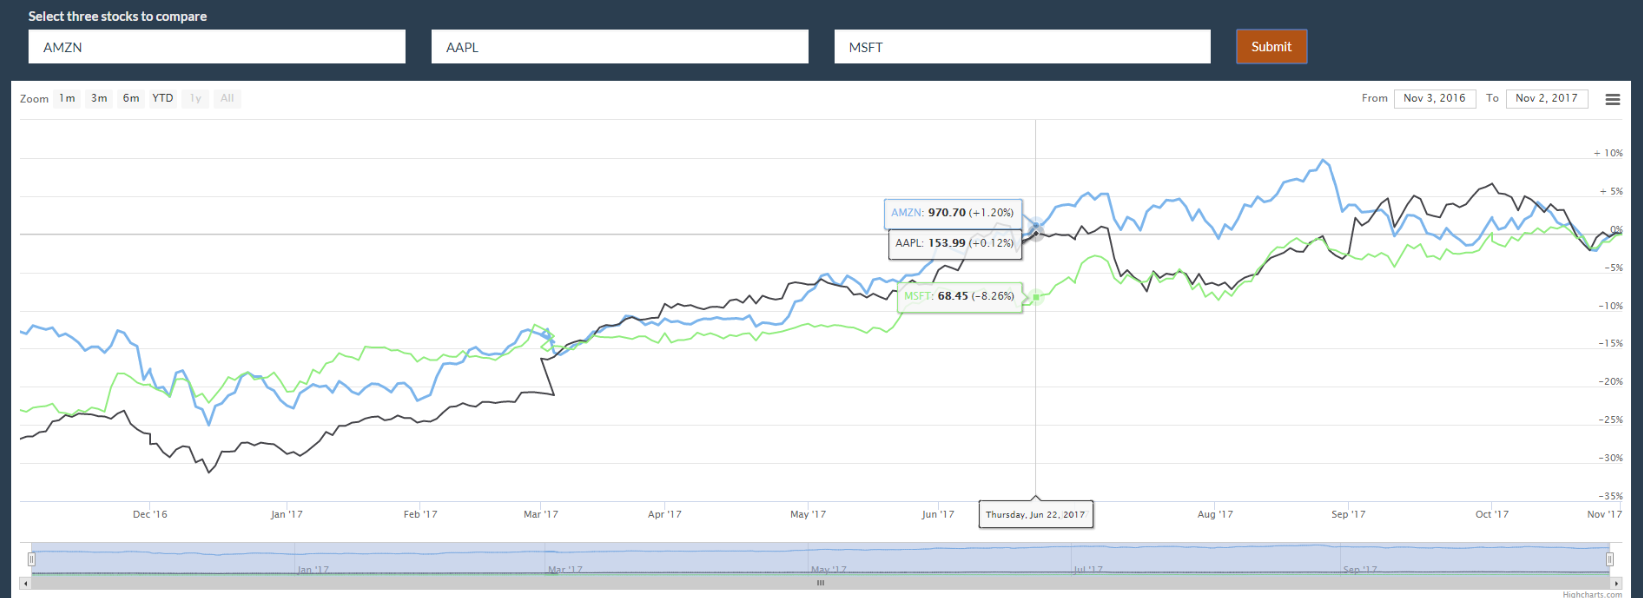 Select three stocks to compare
AMZN AAPL MSFT Submit
Zoom 1m 3m 6m YTD 1y All From Nov 3, 2016 To Nov 2, 2017
+ 10%
+ 5%
AMZN: 970.70 (+1.20%)
0%
AAPL: 153.99 (+0.12%)
−5%
MSFT: 68.45 (−8.26%)
−10%
−15%
−20%
−25%
−30%
−35%
Dec '16 Jan '17 Feb '17 Mar '17 Apr '17 May '17 Jun '17 Thursday, Jun 22, 2017 Aug '17 Sep '17 Oct '17 Nov '17
Jan '17 Mar '17 May '17 Jul '17 Sep '17
Highcharts.com